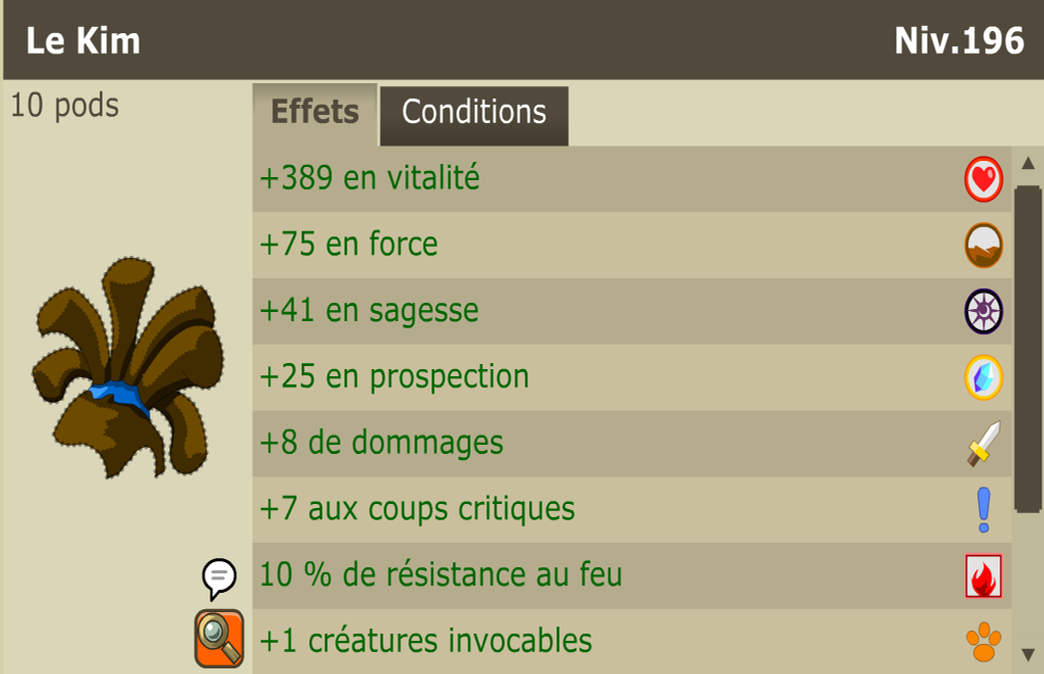 Le Kim
Niv.196
10 pods
Effets
Conditions
+389 en vitalité
+75 en force
+41 en sagesse
+25 en prospection
+8 de dommages
+7 aux coups critiques
10 % de résistance au feu
+1 créatures invocables